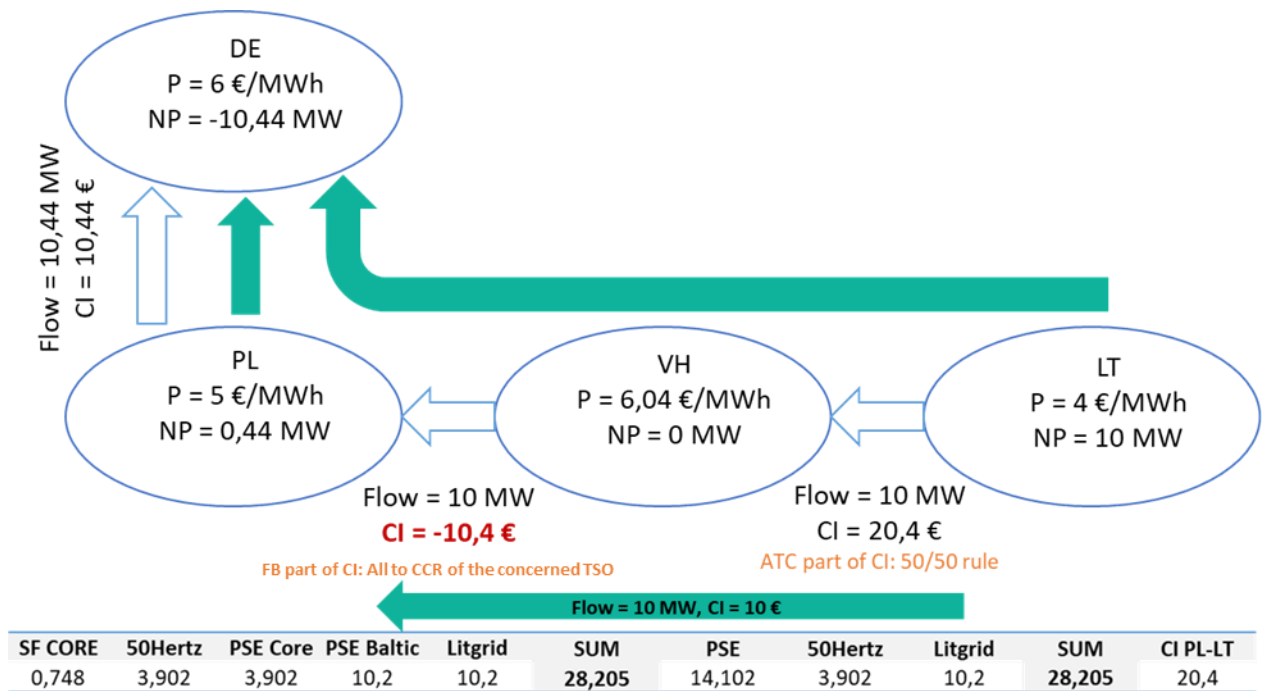 DE
P = 6 €/MWh
NP = -10,44 MW
Flow = 10,44 MW
CI = 10,44 €
PL
P = 5 €/MWh
NP = 0,44 MW
VH
P = 6,04 €/MWh
NP = 0 MW
LT
P = 4 €/MWh
NP = 10 MW
Flow = 10 MW
CI = -10,4 €
FB part of CI: All to CCR of the concerned TSO
Flow = 10 MW
CI = 20,4 €
ATC part of CI: 50/50 rule
Flow = 10 MW, CI = 10 €
SF CORE 50Hertz PSE Core PSE Baltic Litgrid SUM PSE 50Hertz Litgrid SUM CI PL-LT
0,748 3,902 3,902 10,2 10,2 28,205 14,102 3,902 10,2 28,205 20,4